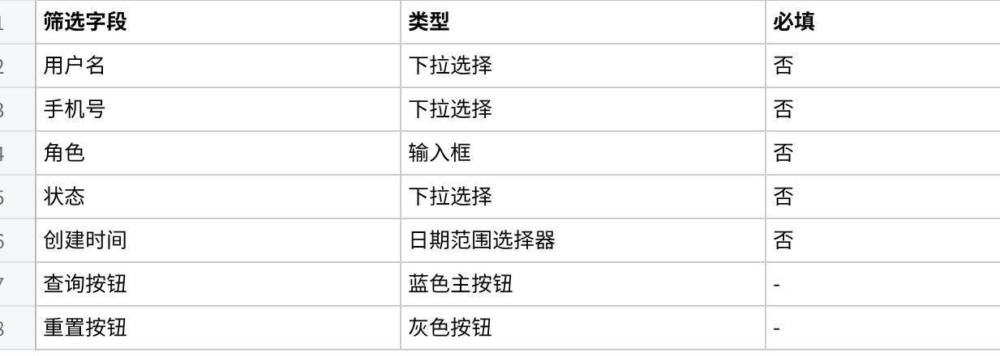 1 筛选字段 类型 必填
2 用户名 下拉选择 否
3 手机号 下拉选择 否
4 角色 输入框 否
5 状态 下拉选择 否
6 创建时间 日期范围选择器 否
7 查询按钮 蓝色主按钮 -
8 重置按钮 灰色按钮 -